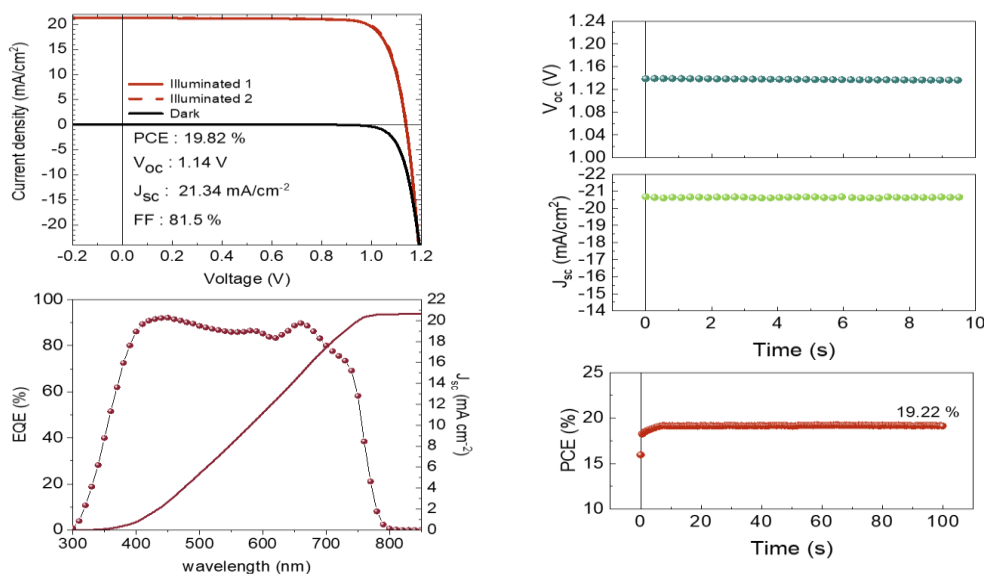 Current density (mA/cm²)
20
15
10
5
0
-5
-10
-15
-20
Illuminated 1
Illuminated 2
Dark
PCE : 19.82 %
Voc : 1.14 V
Jsc : 21.34 mA/cm⁻²
FF : 81.5 %
-0.2 0.0 0.2 0.4 0.6 0.8 1.0 1.2
Voltage (V)
EQE (%)
100
80
60
40
20
0
22
20
18
16
14
12
10
8
6
4
2
0
Jsc (mA cm⁻²)
300 400 500 600 700 800
wavelength (nm)
Voc (V)
1.24
1.20
1.16
1.12
1.08
1.04
1.00
0 2 4 6 8 10
Jsc (mA/cm²)
-21
-20
-19
-18
-17
-16
-15
-14
0 2 4 6 8 10
Time (s)
PCE (%)
25
20
15
10
19.22 %
0 20 40 60 80 100
Time (s)